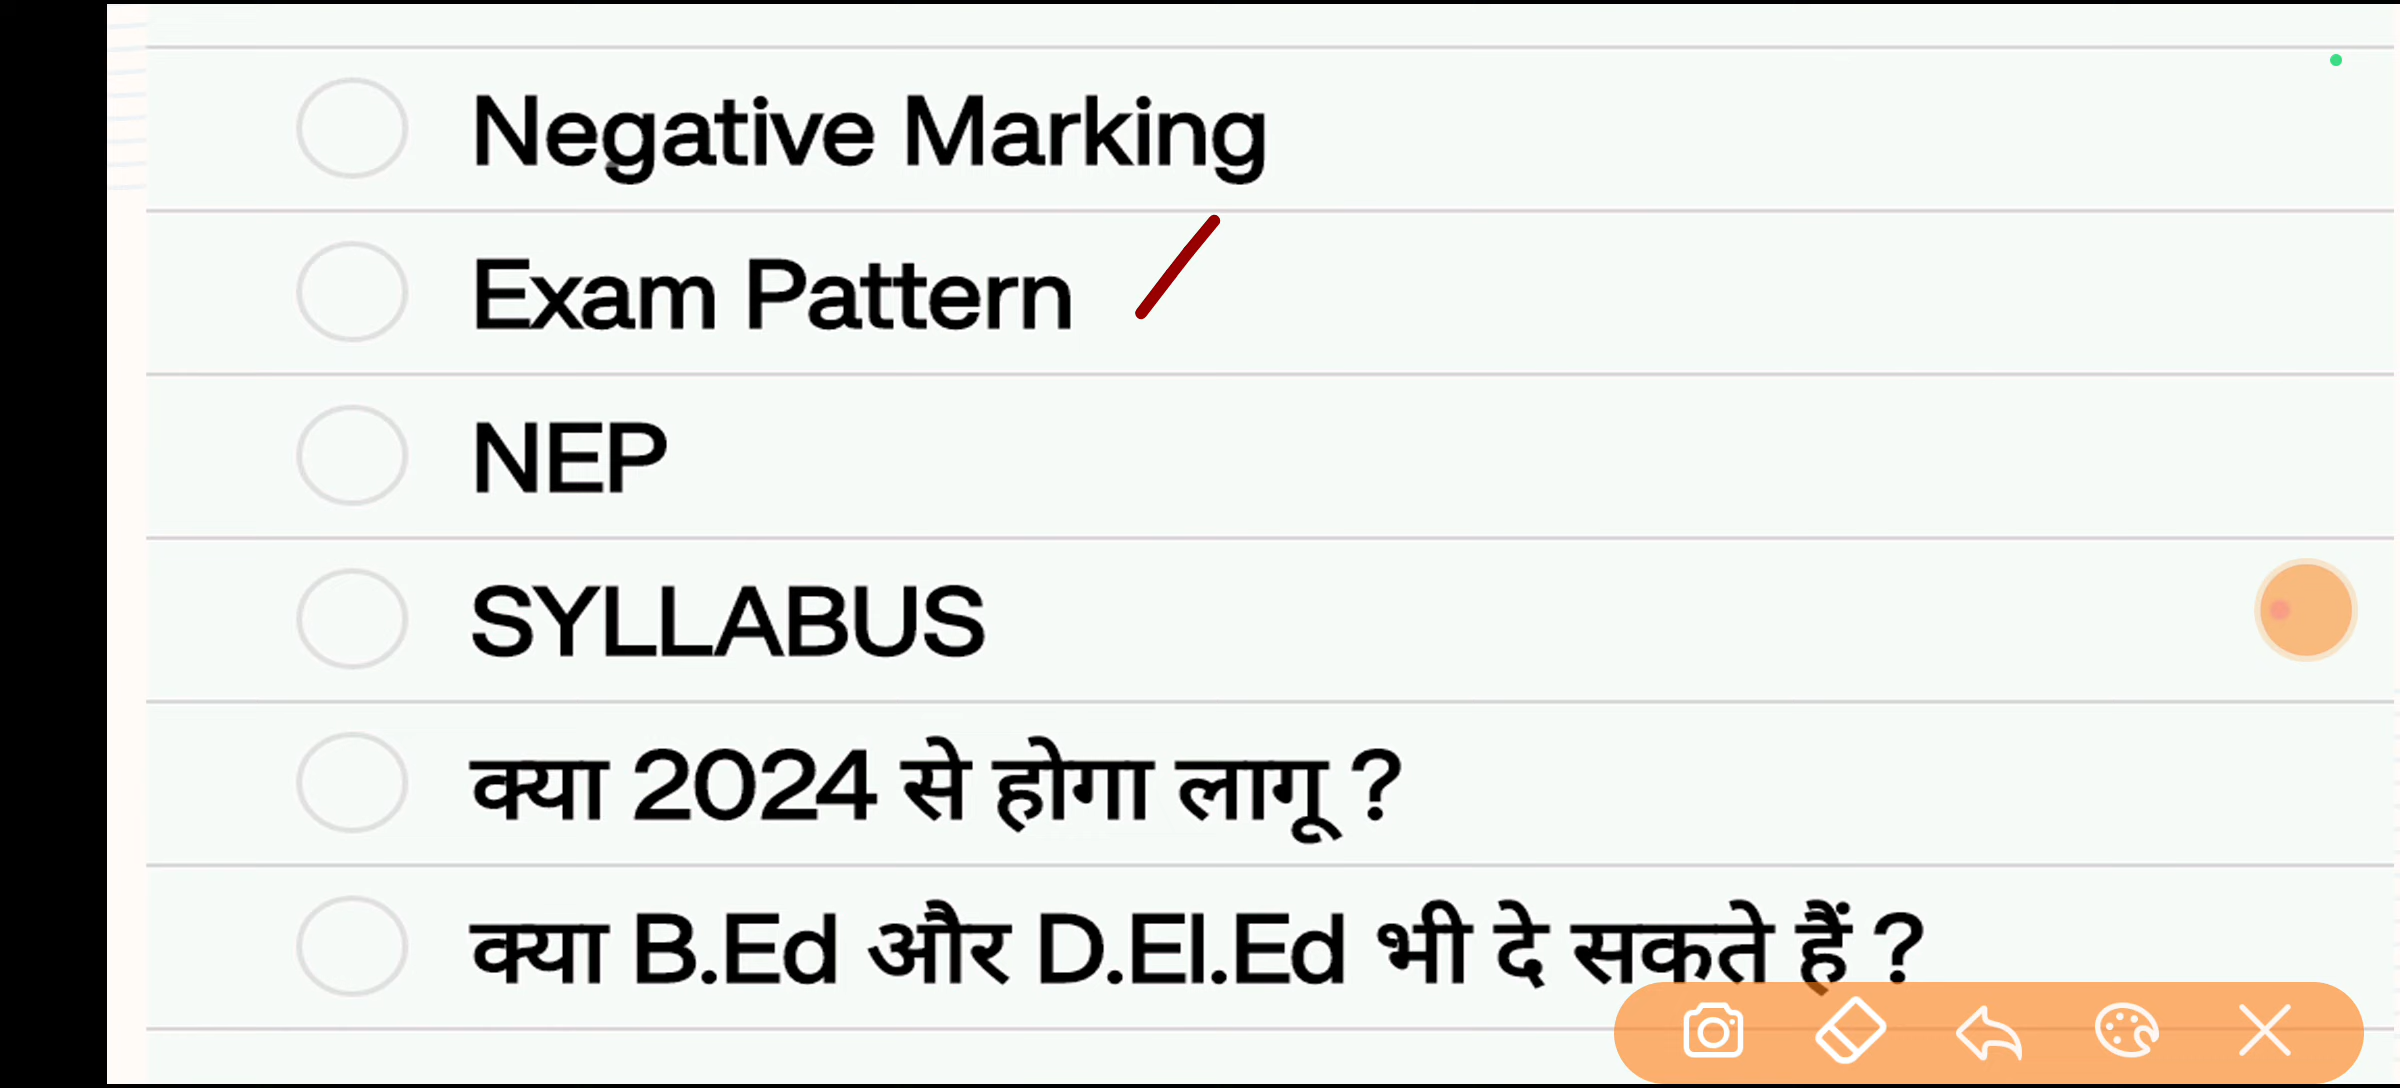 Negative Marking
Exam Pattern
NEP
SYLLABUS
क्या 2024 से होगा लागू ?
क्या B.Ed और D.El.Ed भी दे सकते हैं ?